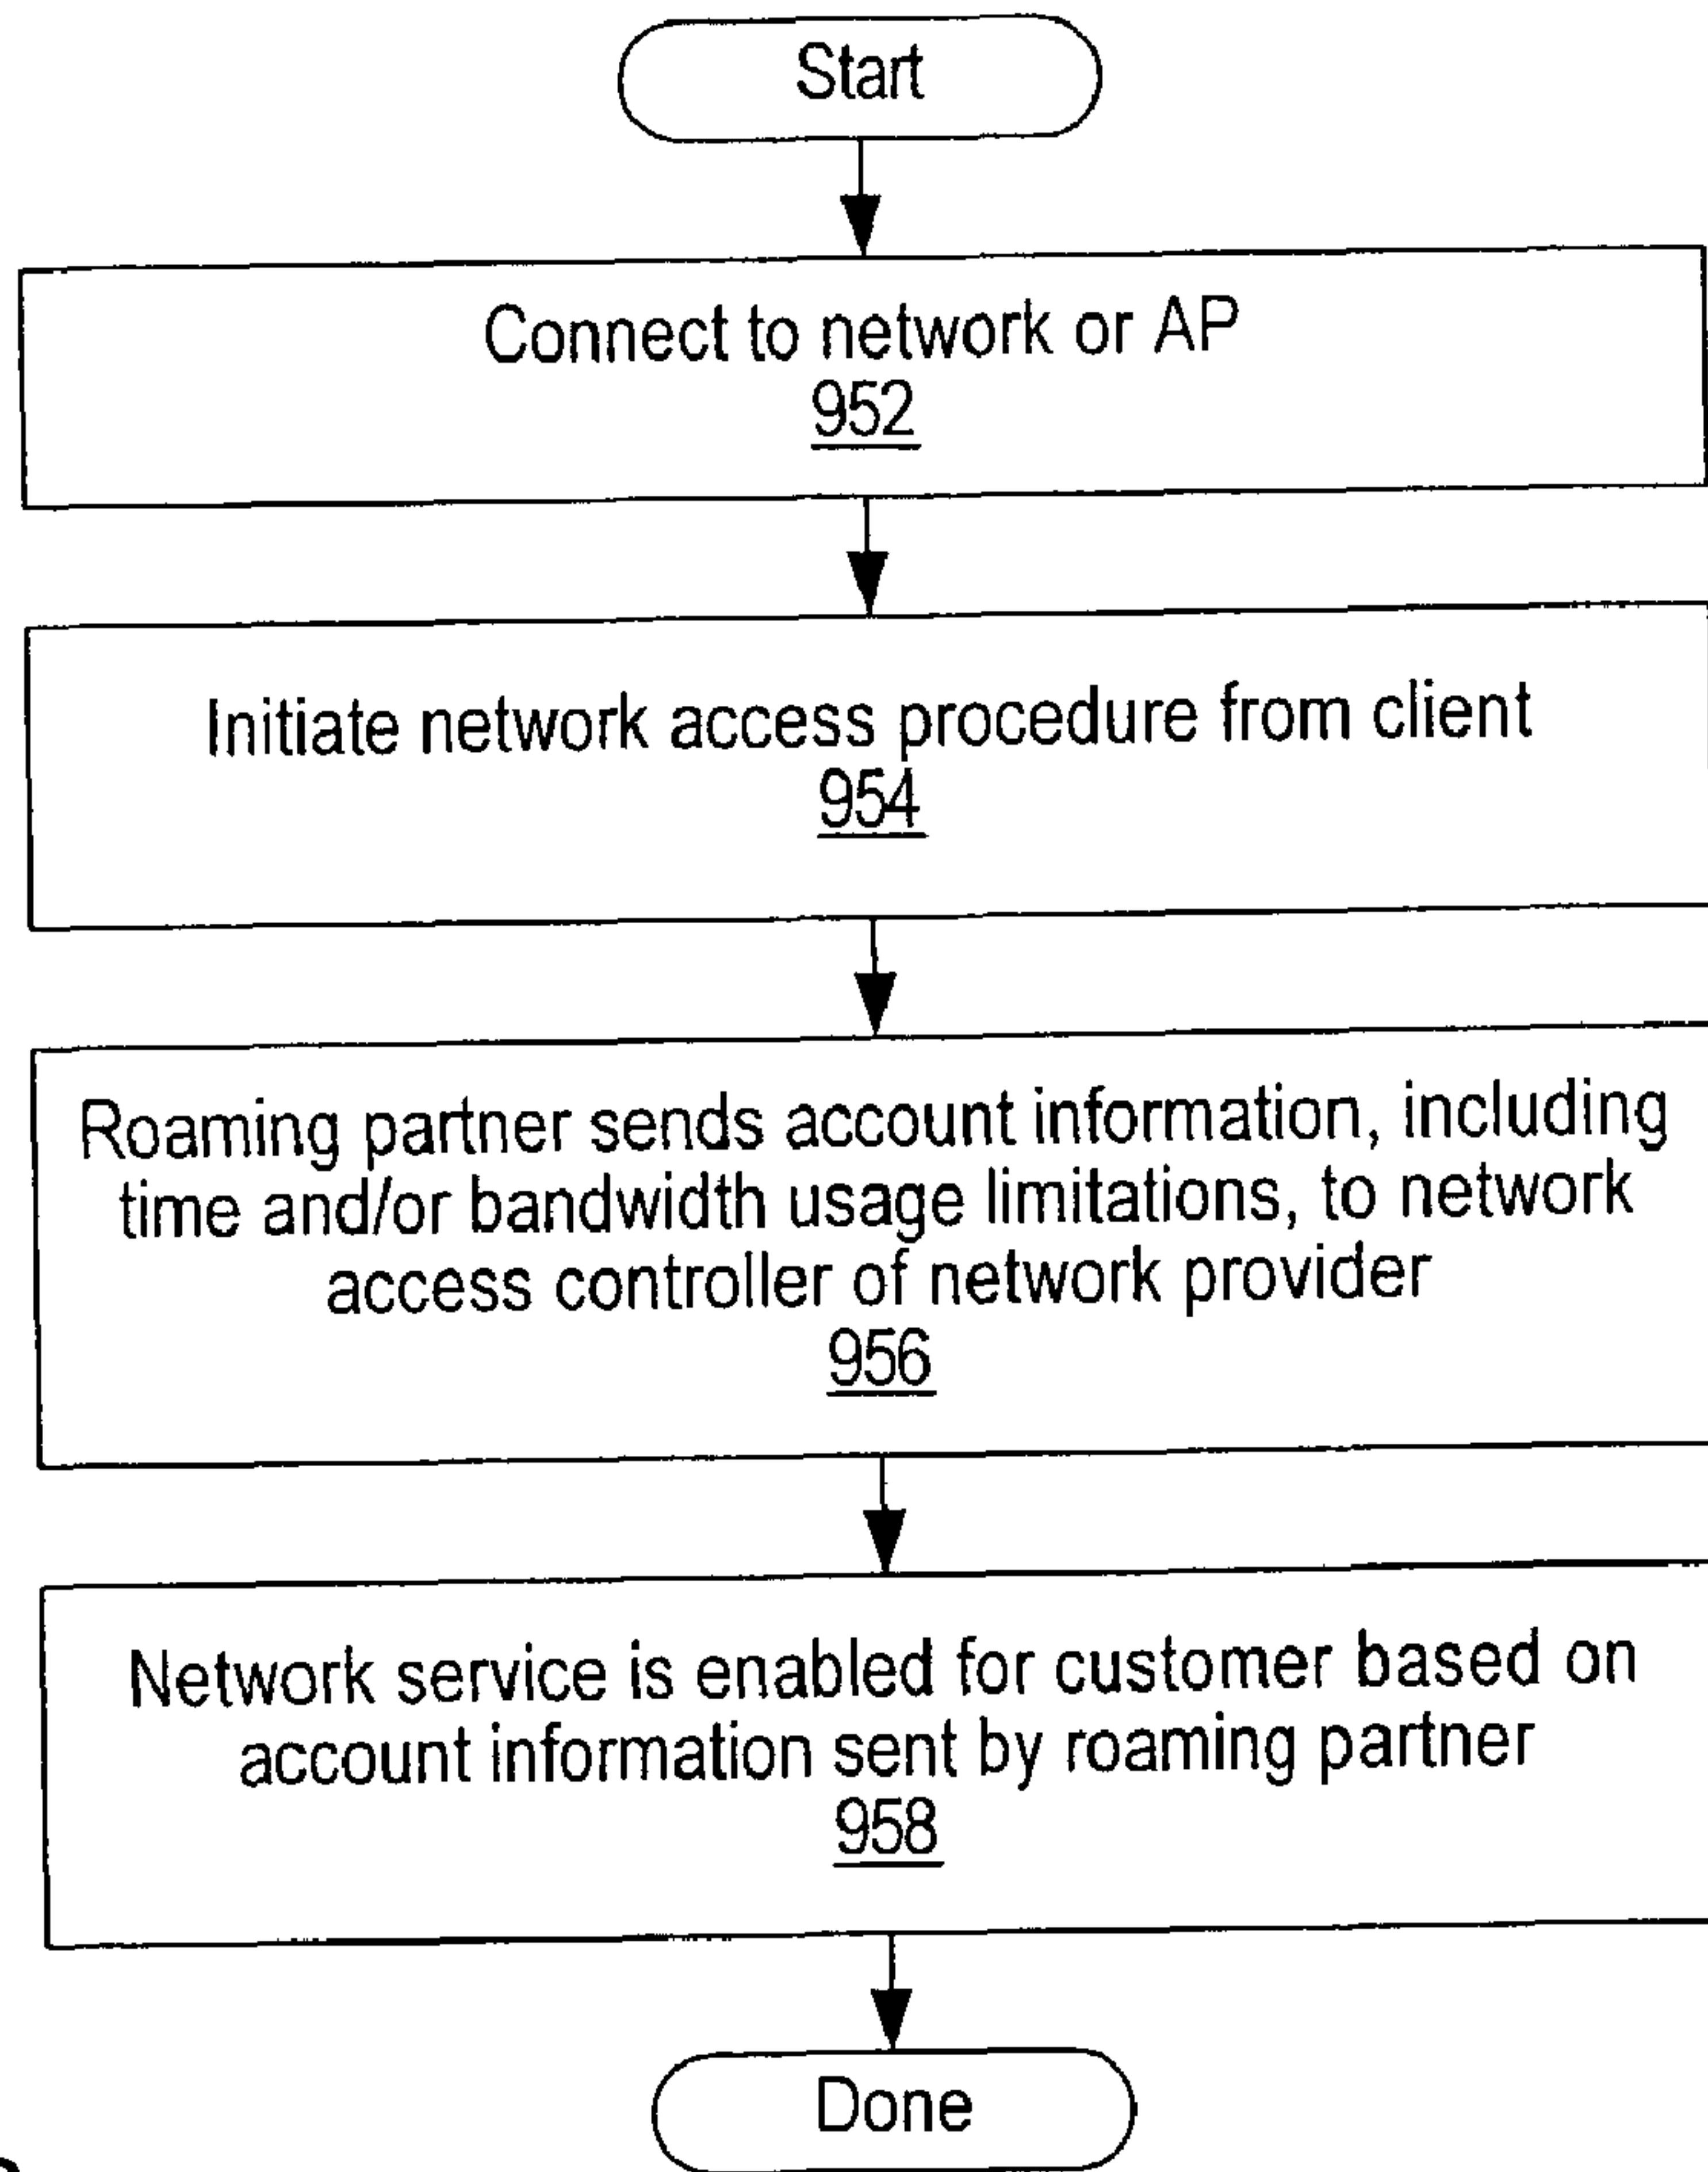 Start
Connect to network or AP
952
Initiate network access procedure from client
954
Roaming partner sends account information, including
time and/or bandwidth usage limitations, to network
access controller of network provider
956
Network service is enabled for customer based on
account information sent by roaming partner
958
Done